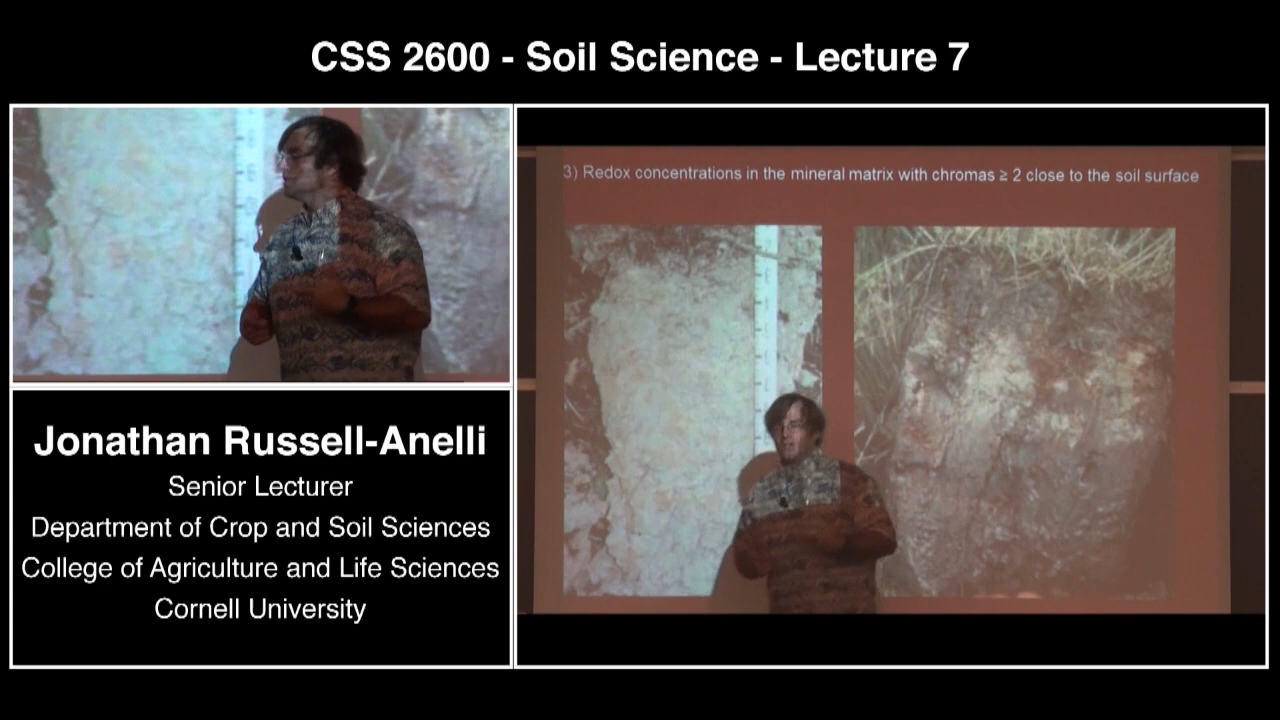 CSS 2600 - Soil Science - Lecture 7
3) Redox concentrations in the mineral matrix with chromas ≥ 2 close to the soil surface
Jonathan Russell-Anelli
Senior Lecturer
Department of Crop and Soil Sciences
College of Agriculture and Life Sciences
Cornell University